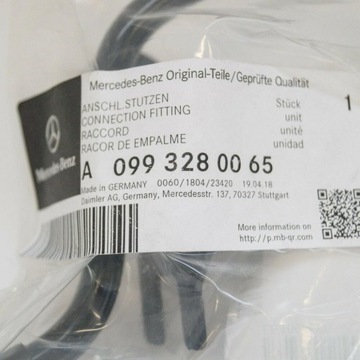 Mercedes-Benz Original-Teile/Geprüfte Qualität
ANSCHL.STUTZEN Stück 1
CONNECTION FITTING unit
RACCORD unité
RACOR DE EMPALME unidad
Mercedes-Benz
A 099 328 00 65
Made in GERMANY 0060/1804/23420 19.04.18
Daimler AG, Germany, Mercedesstr. 137, 70327 Stuttgart
More information on
http://p.mb-qr.com